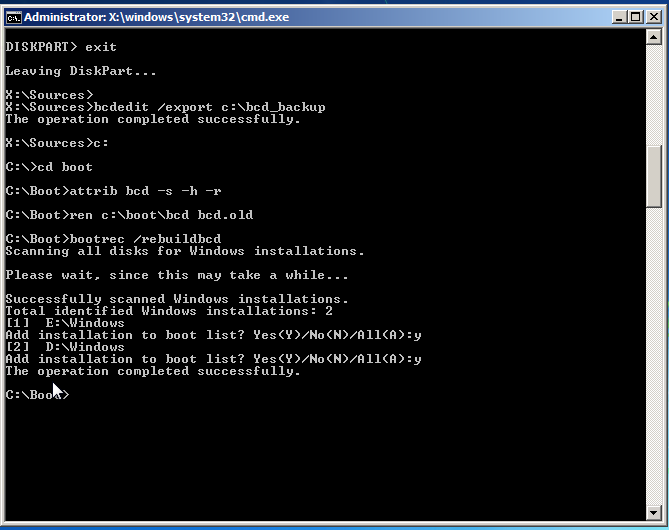 Administrator: X:\windows\system32\cmd.exe
DISKPART> exit
Leaving DiskPart...
X:\Sources>
X:\Sources>bcdedit /export c:\bcd_backup
The operation completed successfully.
X:\Sources>c:
C:\>cd boot
C:\Boot>attrib bcd -s -h -r
C:\Boot>ren c:\boot\bcd bcd.old
C:\Boot>bootrec /rebuildbcd
Scanning all disks for Windows installations.
Please wait, since this may take a while...
Successfully scanned Windows installations.
Total identified Windows installations: 2
[1]  E:\Windows
Add installation to boot list? Yes(Y)/No(N)/All(A):y
[2]  D:\Windows
Add installation to boot list? Yes(Y)/No(N)/All(A):y
The operation completed successfully.
C:\Boot>